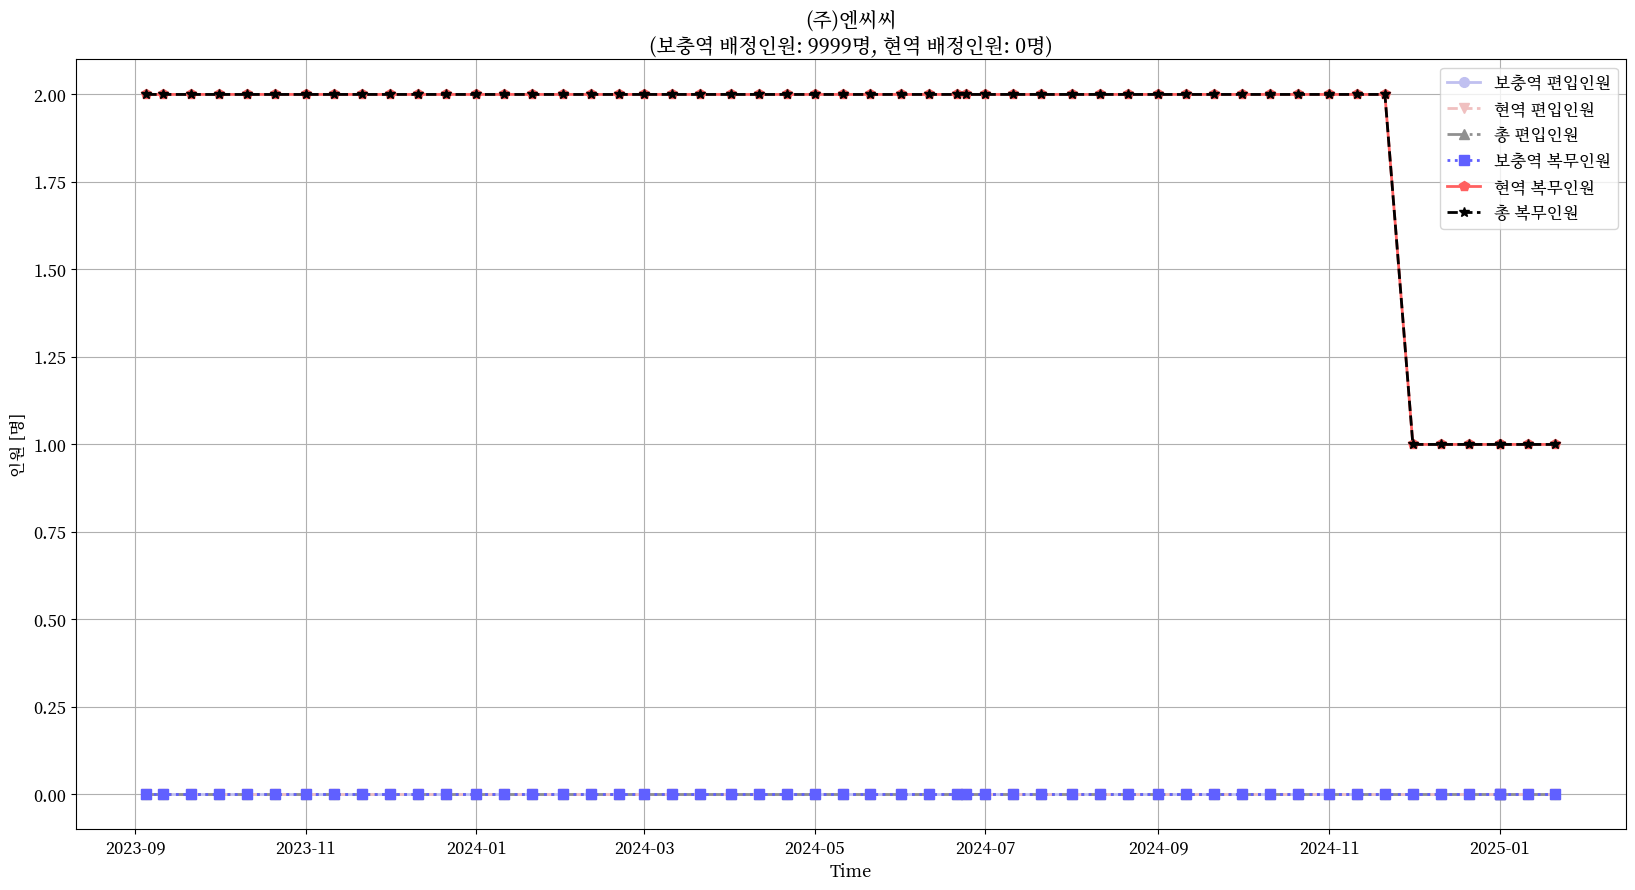 (주)엔씨씨
(보충역 배정인원: 9999명, 현역 배정인원: 0명)
보충역 편입인원
현역 편입인원
총 편입인원
보충역 복무인원
현역 복무인원
총 복무인원
인원 [명]
2.00
1.75
1.50
1.25
1.00
0.75
0.50
0.25
0.00
2023-09 2023-11 2024-01 2024-03 2024-05 2024-07 2024-09 2024-11 2025-01
Time